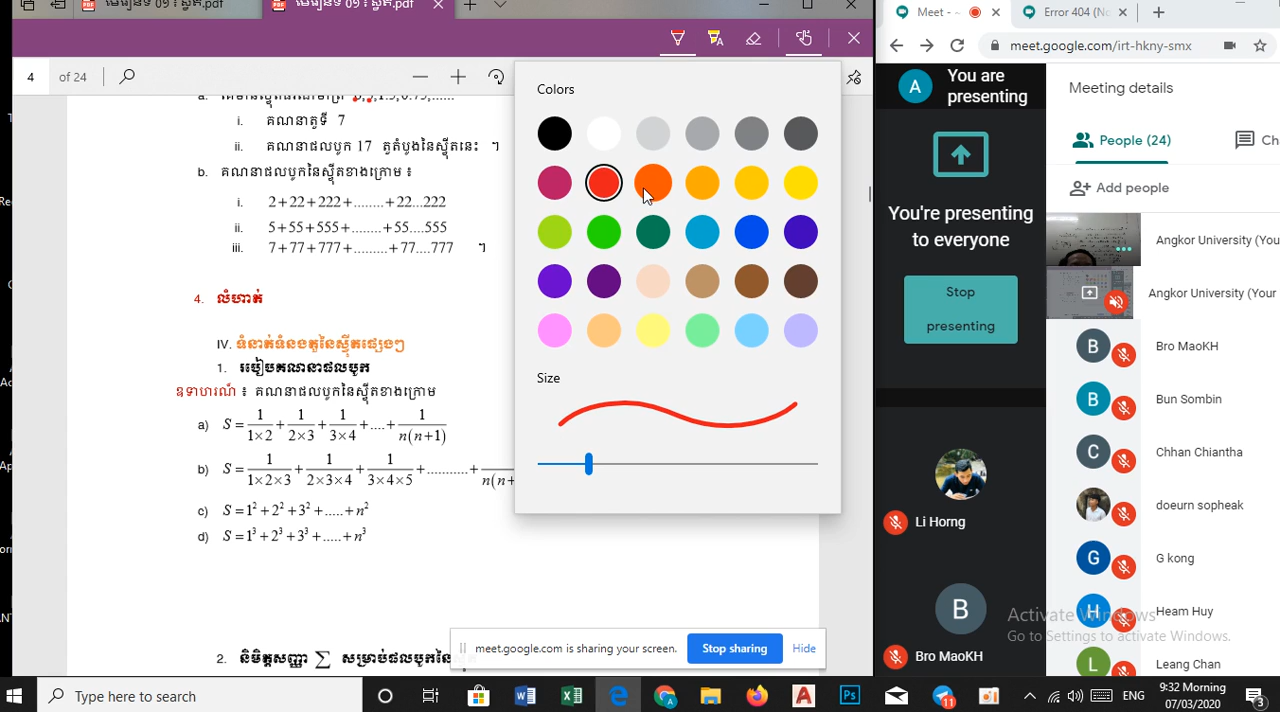 មេរៀនទី 09 ៖ ស្វ៊ីត.pdf
មេរៀនទី 09 ៖ ស្វ៊ីត.pdf
4 of 24
i. គណនាតួទី 7
ii. គណនាផលបូក 17 តួតំបូងនៃស្វ៊ីតនេះ ។
b. គណនាផលបូកនៃស្វ៊ីតខាងក្រោម ៖
i. 2+22+222+........+22...222
ii. 5+55+555+........+55....555
iii. 7+77+777+.........+77....777 ។
4. លំហាត់
IV. ទំនាក់ទំនងតួនៃស្វ៊ីតផ្សេងៗ
1. របៀបគណនាផលបូក
ឧទាហរណ៍ ៖ គណនាផលបូកនៃស្វ៊ីតខាងក្រោម
a) S = 1/(1×2) + 1/(2×3) + 1/(3×4) + .... + 1/(n(n+1))
b) S = 1/(1×2×3) + 1/(2×3×4) + 1/(3×4×5) + .......... +
c) S = 1² + 2² + 3² + ..... + n²
d) S = 1³ + 2³ + 3³ + ..... + n³
2. និមិត្តសញ្ញា ∑ សម្រាប់ផលបូកនៃ
Colors
Size
meet.google.com is sharing your screen.
Stop sharing
Hide
Meet -
Error 404 (No
meet.google.com/irt-hkny-smx
A
You are
presenting
You're presenting
to everyone
Stop
presenting
Li Horng
B
Bro MaoKH
Meeting details
People (24)
Add people
Angkor University (You
Angkor University (Your
B Bro MaoKH
B Bun Sombin
C Chhan Chiantha
doeurn sopheak
G G kong
H Heam Huy
L Leang Chan
Activate Windows
Go to Settings to activate Windows.
Type here to search
11
ENG
9:32 Morning
07/03/2020
3